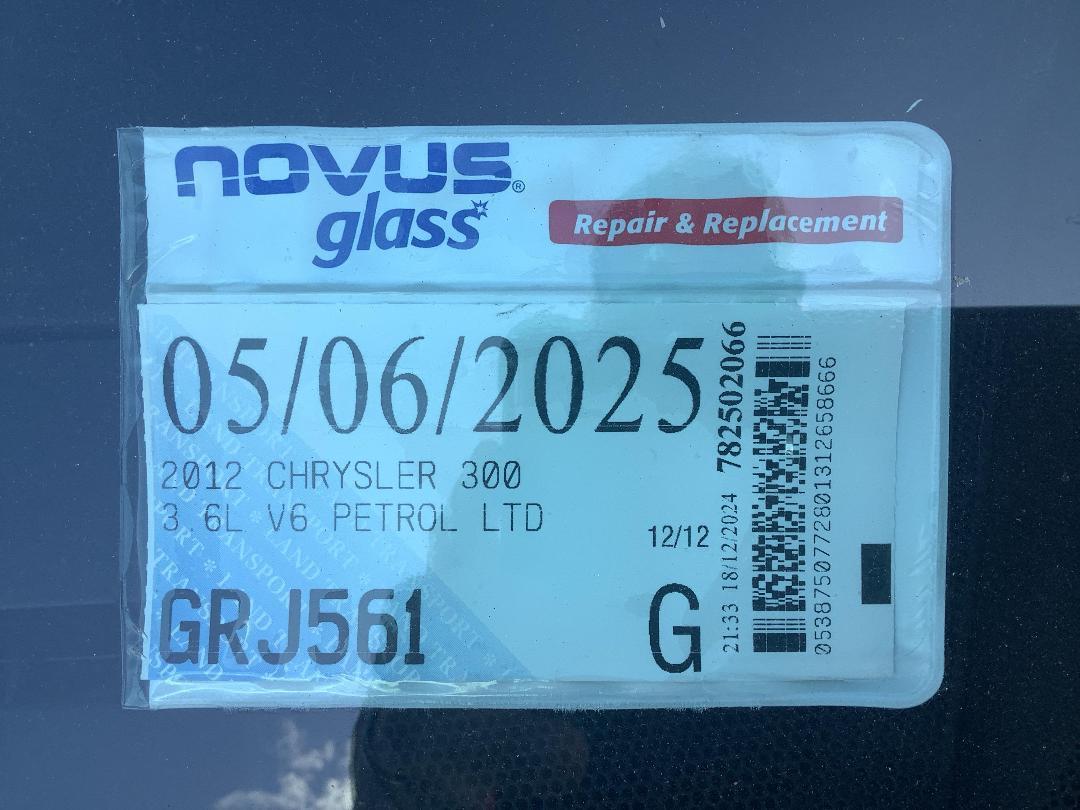 novus®
glass
Repair & Replacement
05/06/2025
2012 CHRYSLER 300
3.6L V6 PETROL LTD
12/12
GRJ561
G
782502066
21:33 18/12/2024
0538750772801312658666